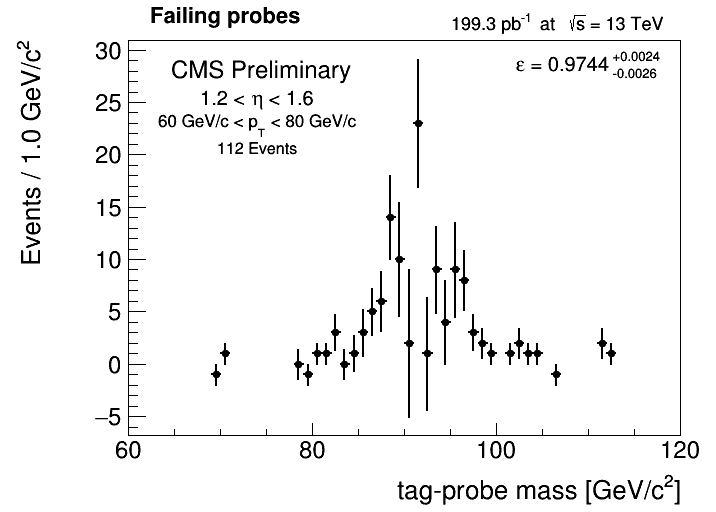 Failing probes
199.3 pb⁻¹ at √s = 13 TeV
CMS Preliminary
1.2 < η < 1.6
60 GeV/c < p_T < 80 GeV/c
112 Events
ε = 0.9744 +0.0024 -0.0026
Events / 1.0 GeV/c²
30
25
20
15
10
5
0
−5
60 80 100 120
tag-probe mass [GeV/c²]